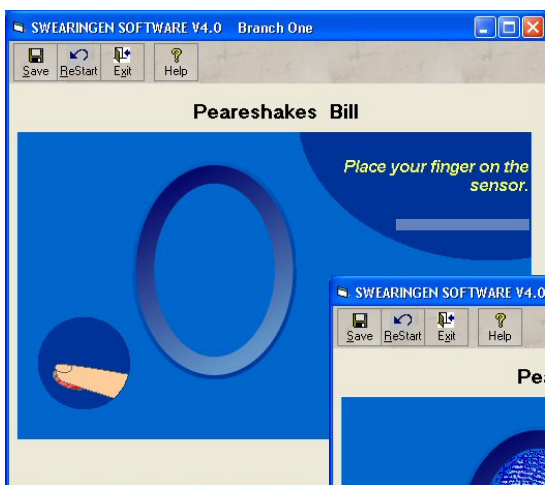 SWEARINGEN SOFTWARE V4.0 Branch One
Save ReStart Exit Help
Peareshakes Bill
Place your finger on the
sensor.
SWEARINGEN SOFTWARE V4.0
Save ReStart Exit Help
Pea